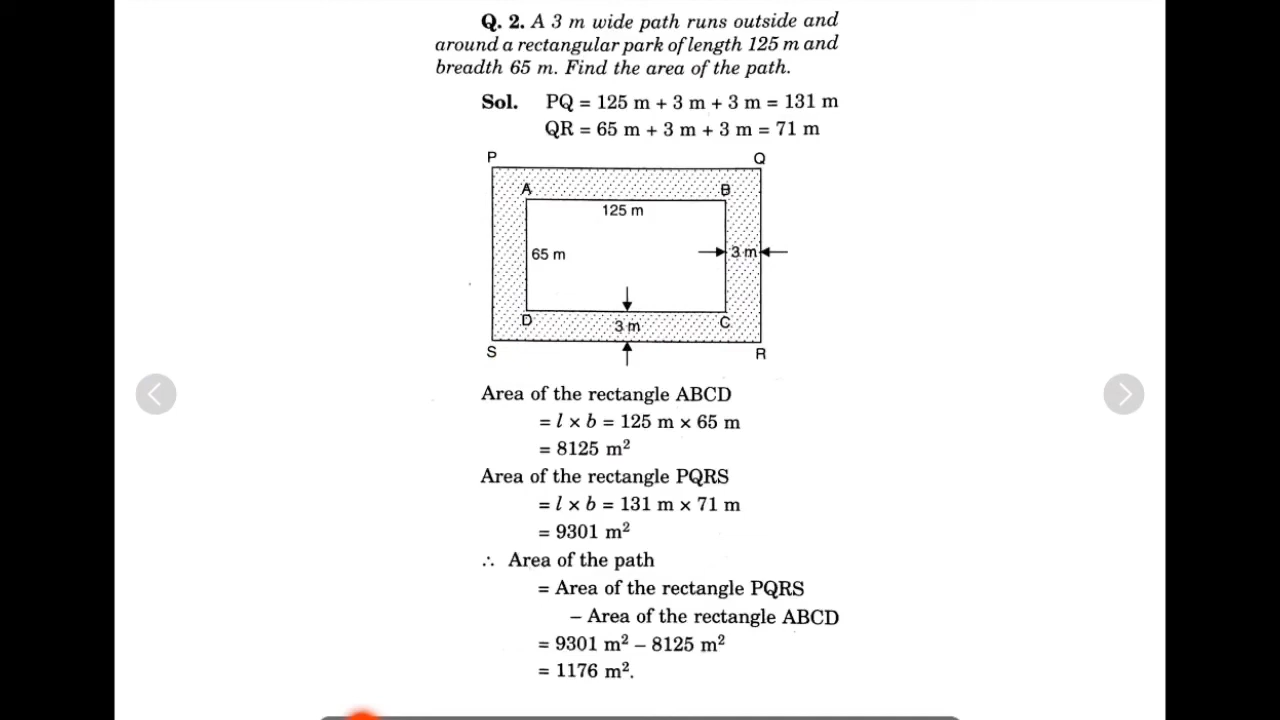 Q. 2. A 3 m wide path runs outside and
around a rectangular park of length 125 m and
breadth 65 m. Find the area of the path.
Sol. PQ = 125 m + 3 m + 3 m = 131 m
QR = 65 m + 3 m + 3 m = 71 m
P Q
A B
125 m
65 m
3 m
D C
3 m
S R
Area of the rectangle ABCD
= l × b = 125 m × 65 m
= 8125 m²
Area of the rectangle PQRS
= l × b = 131 m × 71 m
= 9301 m²
∴ Area of the path
= Area of the rectangle PQRS
– Area of the rectangle ABCD
= 9301 m² – 8125 m²
= 1176 m².